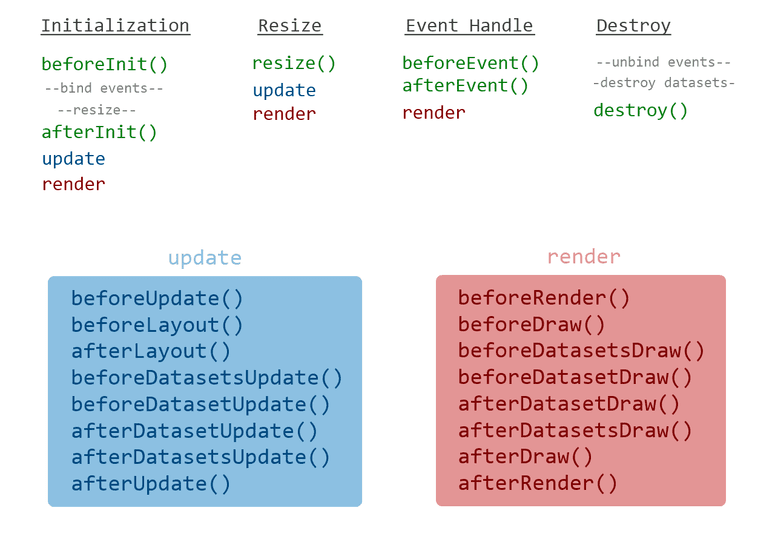 Initialization
beforeInit()
--bind events--
--resize--
afterInit()
update
render
Resize
resize()
update
render
Event Handle
beforeEvent()
afterEvent()
render
Destroy
--unbind events--
-destroy datasets-
destroy()
update
beforeUpdate()
beforeLayout()
afterLayout()
beforeDatasetsUpdate()
beforeDatasetUpdate()
afterDatasetUpdate()
afterDatasetsUpdate()
afterUpdate()
render
beforeRender()
beforeDraw()
beforeDatasetsDraw()
beforeDatasetDraw()
afterDatasetDraw()
afterDatasetsDraw()
afterDraw()
afterRender()